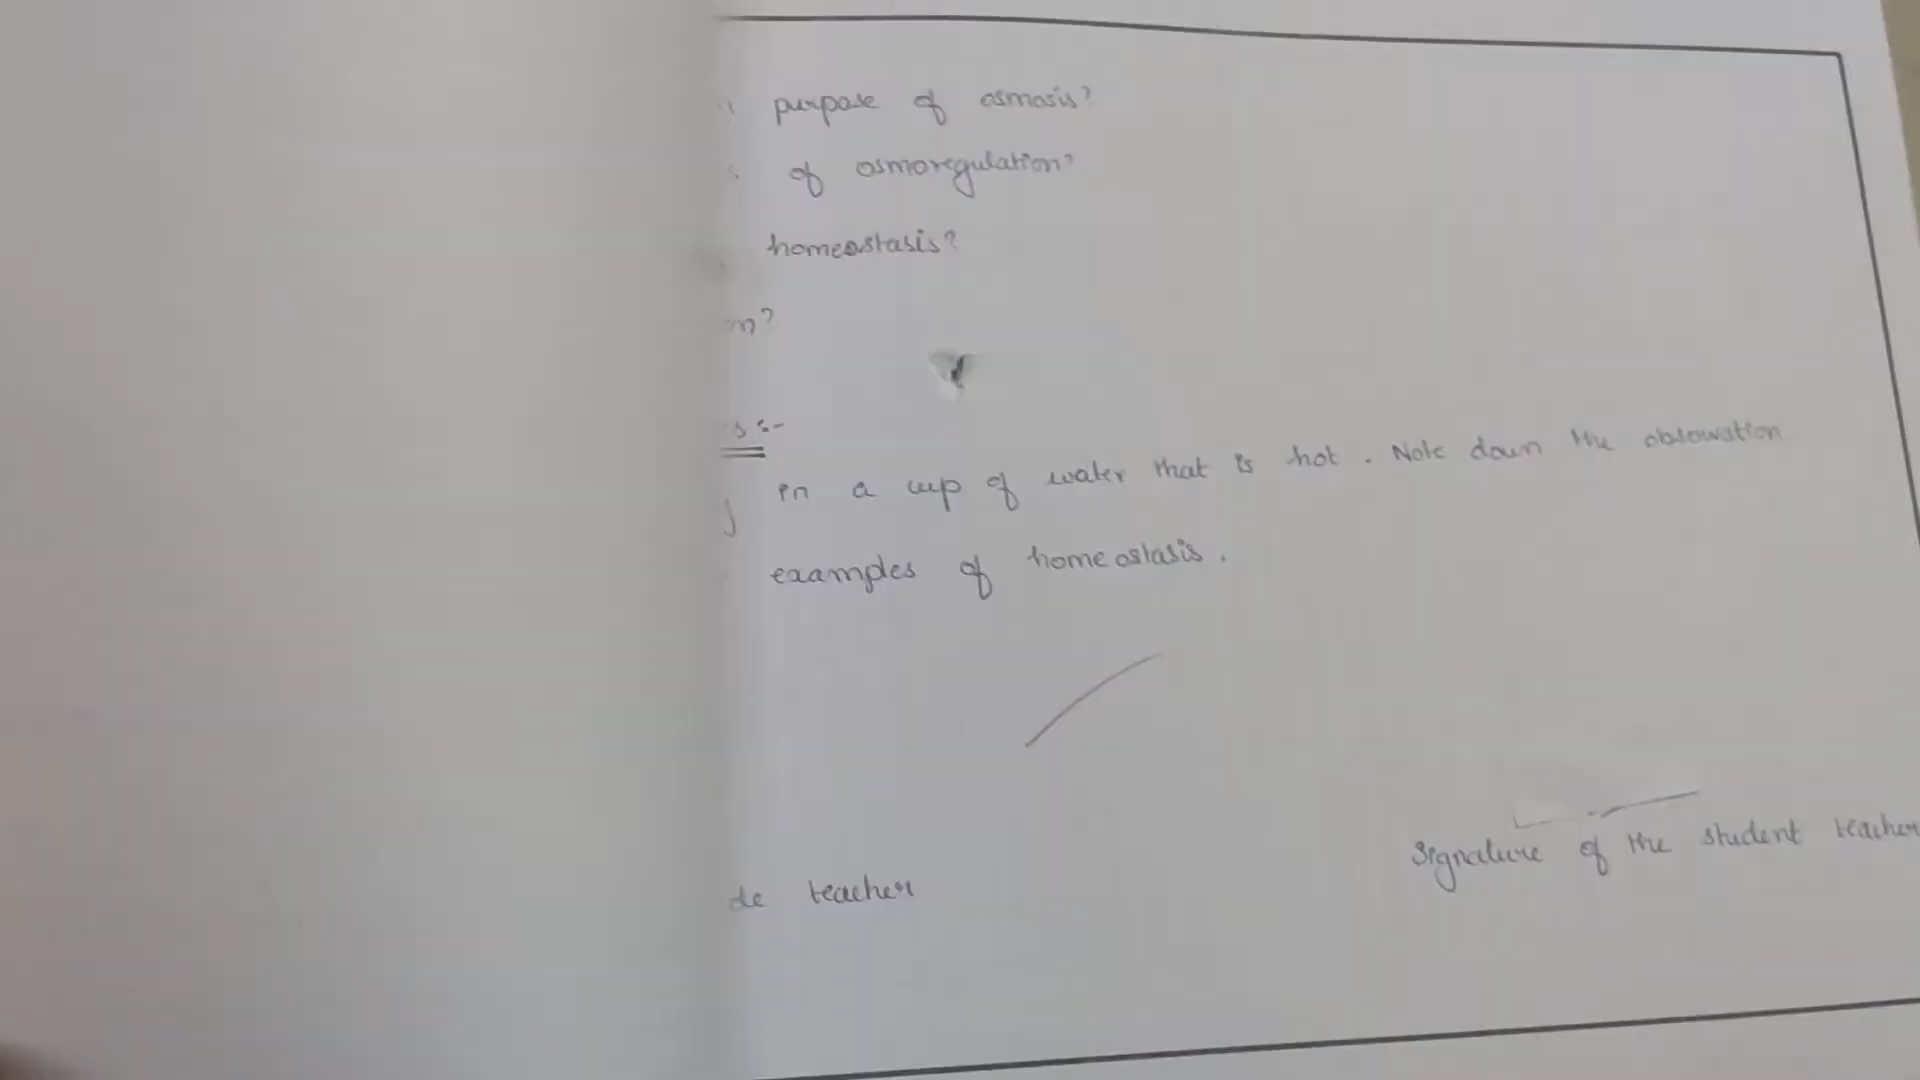 purpose of osmosis?
of osmoregulation?
homeostasis?
in a cup of water that is hot. Note down the observation
examples of homeostasis.
Signature of the student teacher
teacher